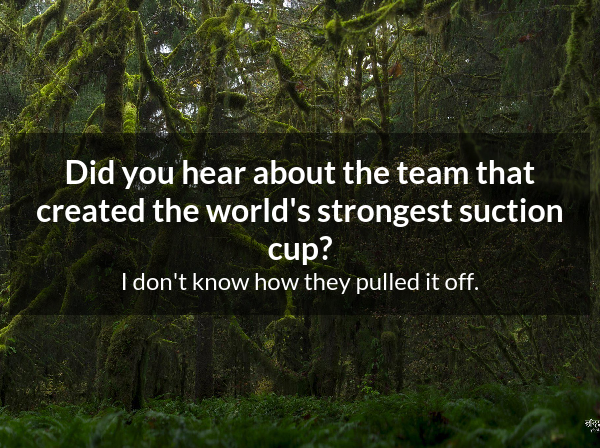 Did you hear about the team that
created the world's strongest suction
cup?
I don't know how they pulled it off.